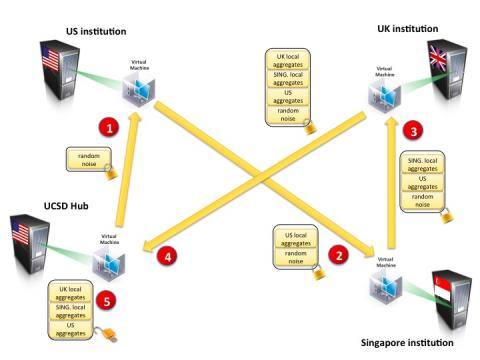 US institution
UK institution
Virtual
Machine
UK local
aggregates
SING. local
aggregates
US
aggregates
random
noise
Virtual
Machine
1
3
random
noise
SING. local
aggregates
US
aggregates
random
noise
UCSD Hub
Virtual
Machine
4
US local
aggregates
random
noise
2
Virtual
Machine
UK local
aggregates
SING. local
aggregates
US
aggregates
5
Singapore institution